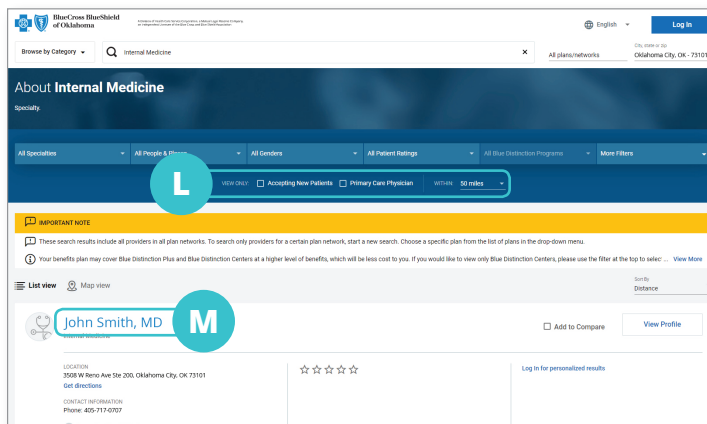 BlueCross BlueShield
of Oklahoma
English
Log In
Browse by Category
Internal Medicine
×
All plans/networks
City, state or zip
Oklahoma City, OK - 73101
About Internal Medicine
Specialty.
All Specialties
All People &
All Genders
All Patient Ratings
All Blue Distinction Programs
More Filters
L
VIEW ONLY: Accepting New Patients Primary Care Physician WITHIN: 50 miles
IMPORTANT NOTE
These search results include all providers in all plan networks. To search only providers for a certain plan network, start a new search. Choose a specific plan from the list of plans in the drop-down menu.
Your benefits plan may cover Blue Distinction Plus and Blue Distinction Centers at a higher level of benefits, which will be less cost to you. If you would like to view only Blue Distinction Centers, please use the filter at the top to selec ... View More
List view
Map view
Sort By
Distance
John Smith, MD
M
Internal Medicine
Add to Compare
View Profile
LOCATION
3508 W Reno Ave Ste 200, Oklahoma City, OK 73101
Get directions
CONTACT INFORMATION
Phone: 405-717-0707
Log In for personalized results